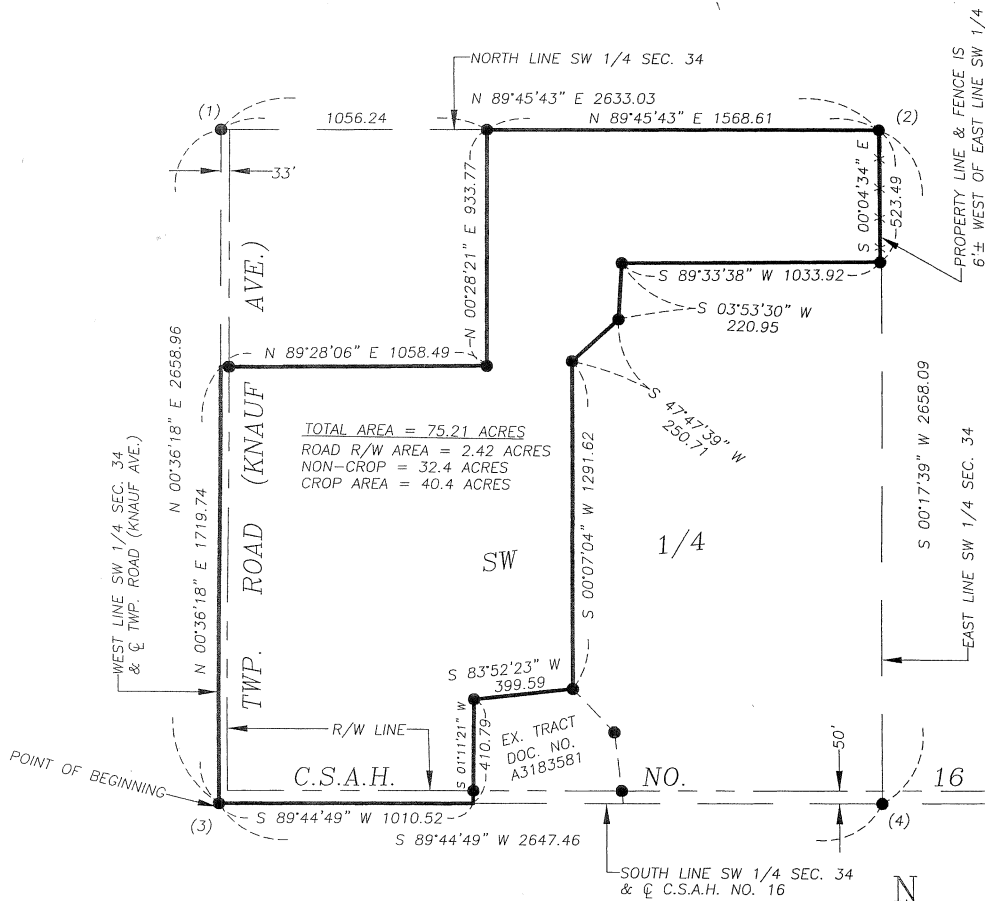 NORTH LINE SW 1/4 SEC. 34
N 89°45'43" E 2633.03
(1)
1056.24
N 89°45'43" E 1568.61
(2)
33'
N 00°28'21" E 933.77
S 00°04'34" E
523.49
PROPERTY LINE & FENCE IS
6'± WEST OF EAST LINE SW 1/4
S 89°33'38" W 1033.92
S 03°53'30" W
220.95
N 89°28'06" E 1058.49
S 47°47'39" W
250.71
N 00°36'18" E 2658.96
TOTAL AREA = 75.21 ACRES
ROAD R/W AREA = 2.42 ACRES
NON-CROP = 32.4 ACRES
CROP AREA = 40.4 ACRES
TWP. ROAD (KNAUF AVE.)
WEST LINE SW 1/4 SEC. 34
& ℄ TWP. ROAD (KNAUF AVE.)
N 00°36'18" E 1719.74
SW 1/4
S 00°07'04" W 1291.62
S 00°17'39" W 2658.09
EAST LINE SW 1/4 SEC. 34
S 83°52'23" W
399.59
S 01°11'21" W
410.79
EX. TRACT
DOC. NO.
A3183581
R/W LINE
50'
POINT OF BEGINNING
C.S.A.H. NO. 16
(3)
S 89°44'49" W 1010.52
(4)
S 89°44'49" W 2647.46
SOUTH LINE SW 1/4 SEC. 34
& ℄ C.S.A.H. NO. 16
N